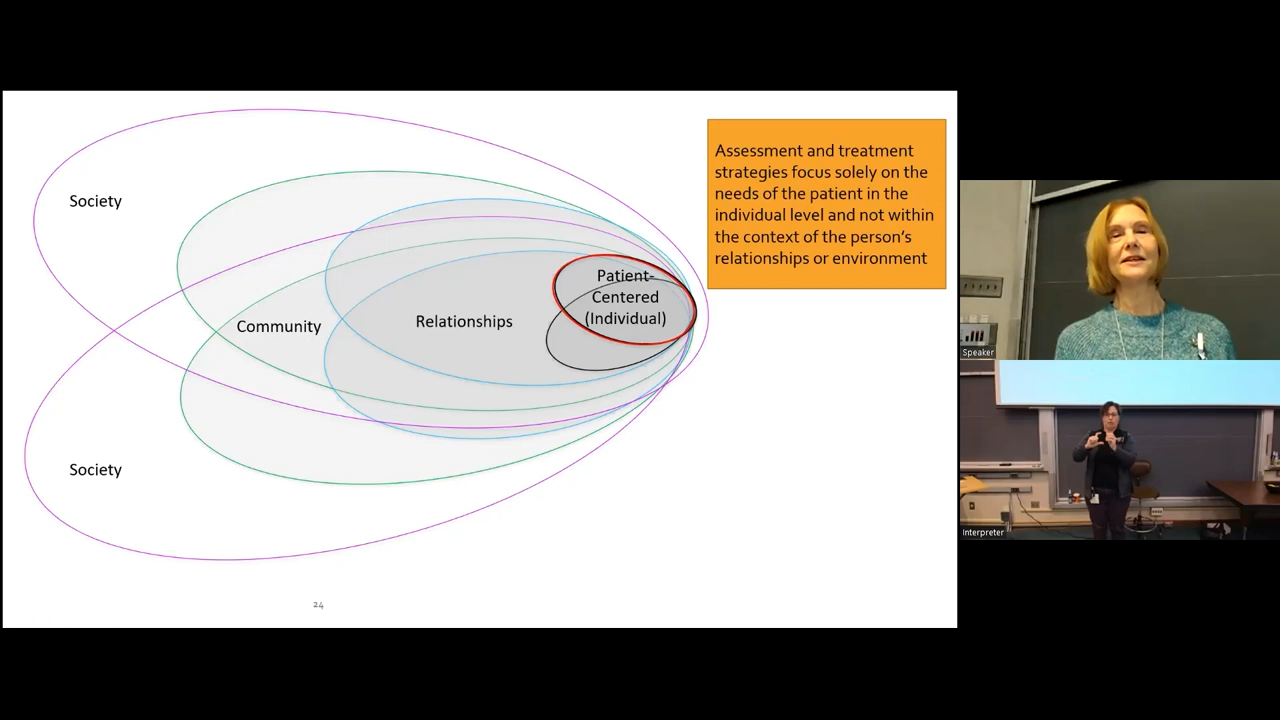 Society
Community
Relationships
Patient-
Centered
(Individual)
Society
24
Assessment and treatment
strategies focus solely on the
needs of the patient in the
individual level and not within
the context of the person’s
relationships or environment
Speaker
Interpreter